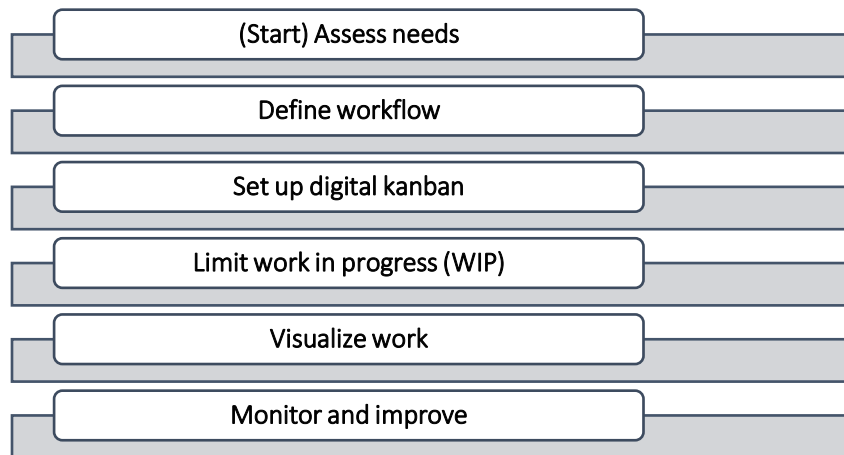 (Start) Assess needs
Define workflow
Set up digital kanban
Limit work in progress (WIP)
Visualize work
Monitor and improve